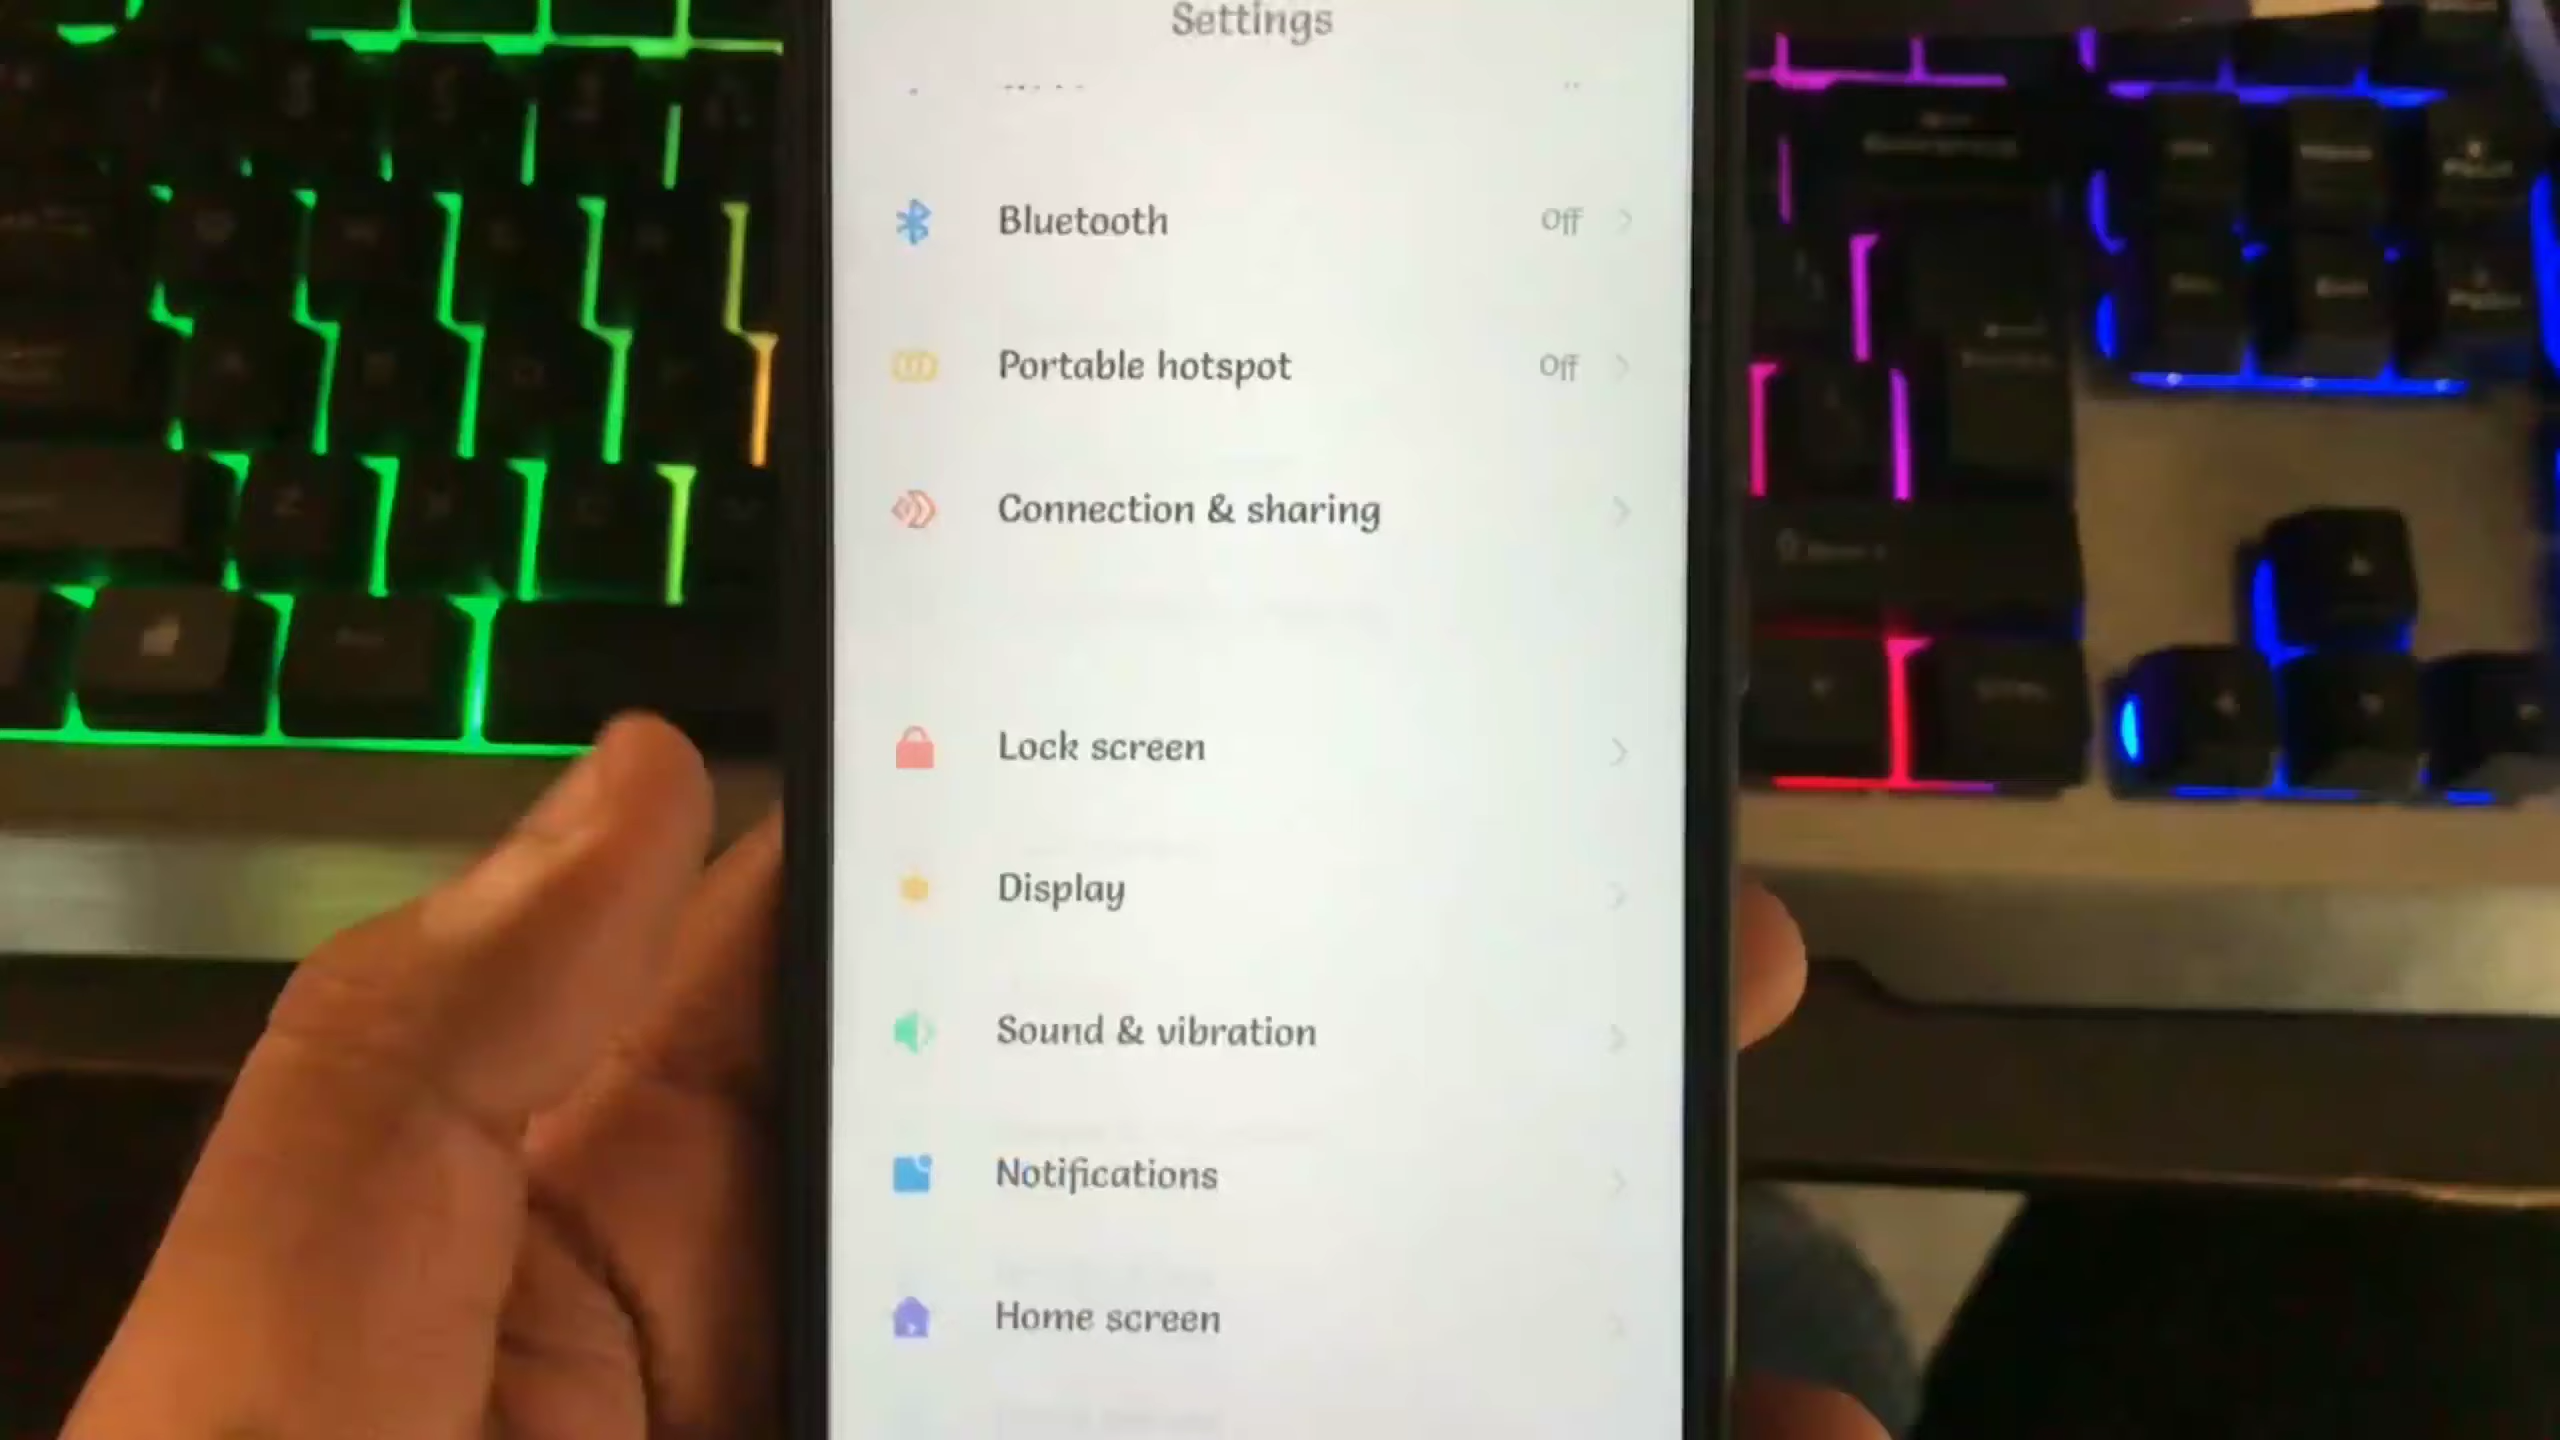 Settings
Bluetooth Off
Portable hotspot Off
Connection & sharing
Lock screen
Display
Sound & vibration
Notifications
Home screen